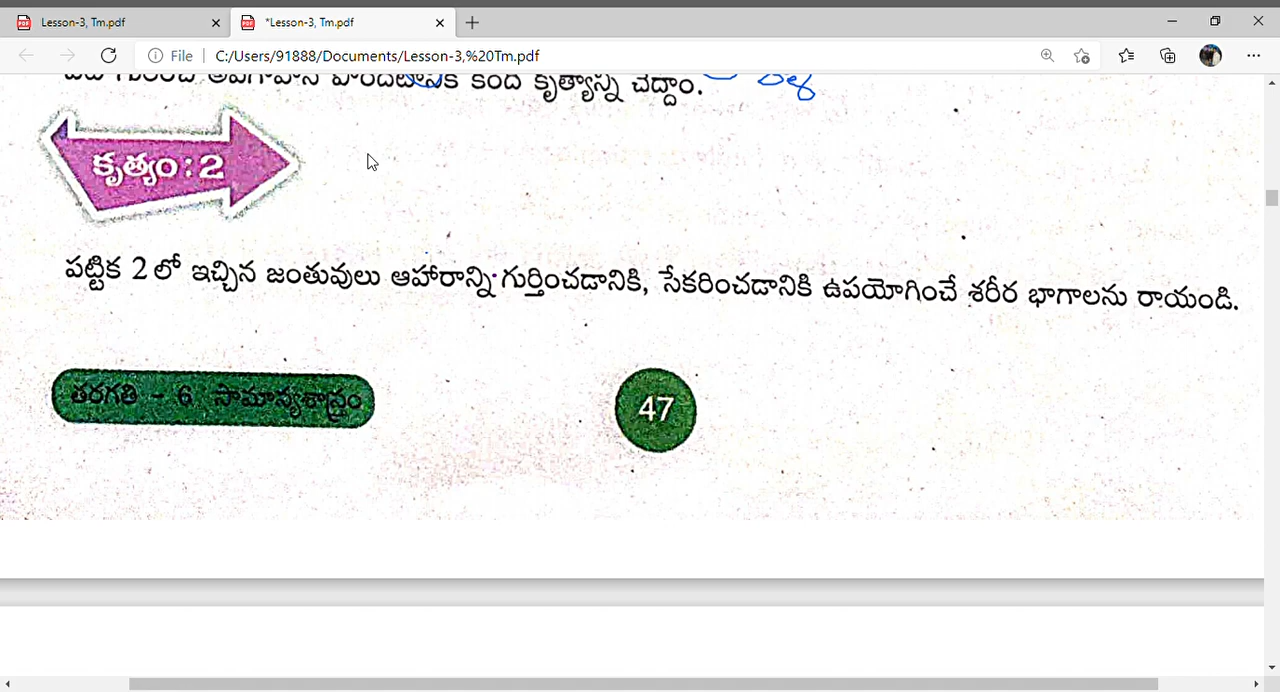 Lesson-3, Tm.pdf
*Lesson-3, Tm.pdf
File
C:/Users/91888/Documents/Lesson-3,%20Tm.pdf
కింది కృత్యాన్ని చేద్దాం.
కృత్యం : 2
పట్టిక 2 లో ఇచ్చిన జంతువులు ఆహారాన్ని గుర్తించడానికి, సేకరించడానికి ఉపయోగించే శరీర భాగాలను రాయండి.
తరగతి - 6 సామాన్యశాస్త్రం
47